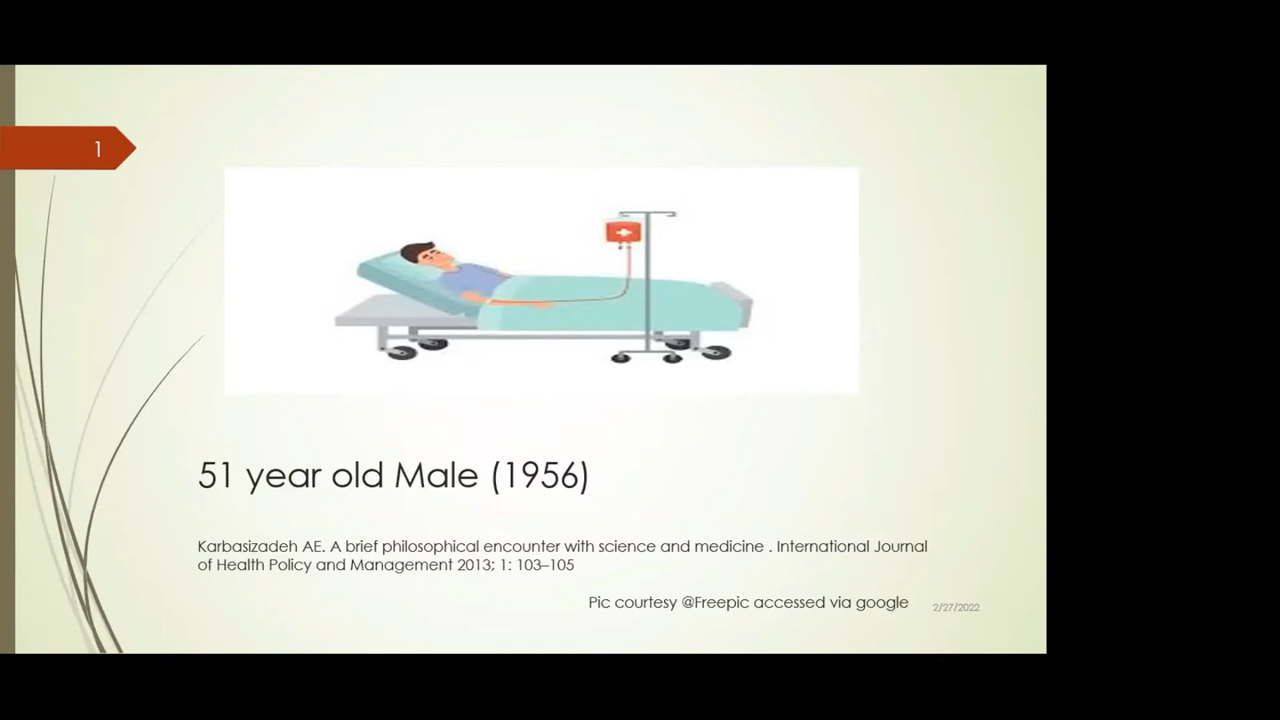 1
51 year old Male (1956)
Karbasizadeh AE. A brief philosophical encounter with science and medicine . International Journal
of Health Policy and Management 2013; 1: 103–105
Pic courtesy @Freepic accessed via google
2/27/2022